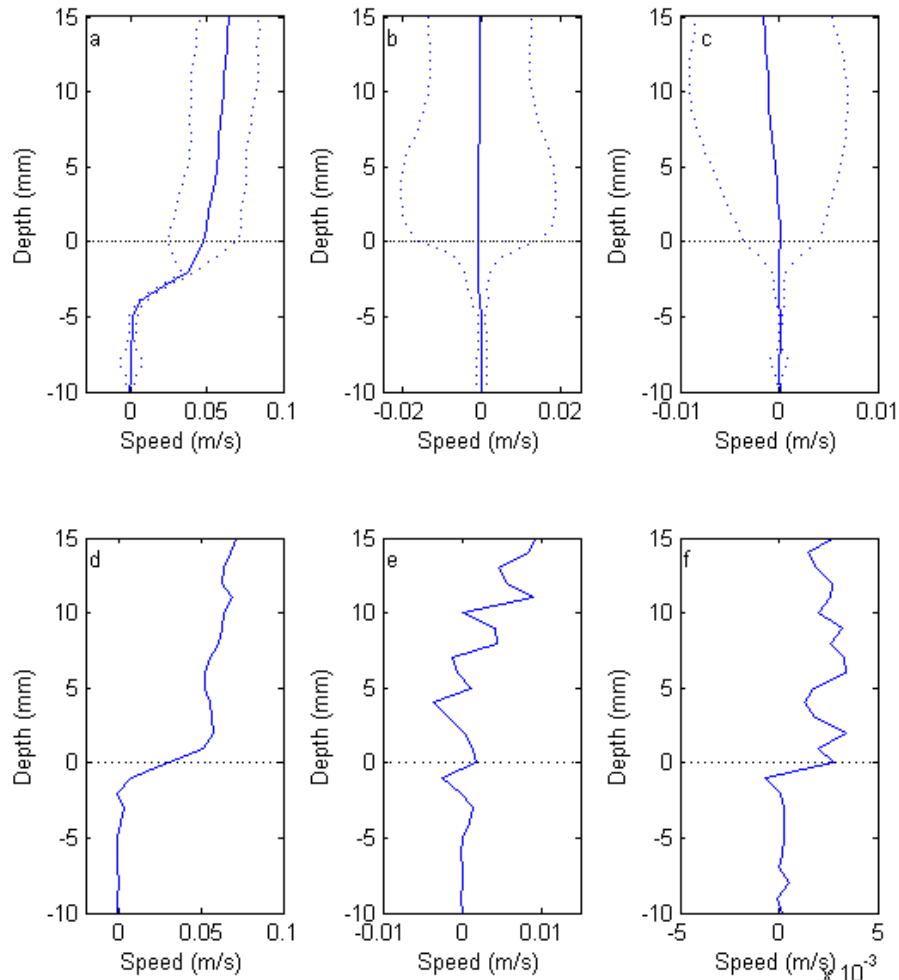 a
b
c
15
10
5
0
-5
-10
Depth (mm)
0 0.05 0.1
Speed (m/s)
15
10
5
0
-5
-10
Depth (mm)
-0.02 0 0.02
Speed (m/s)
15
10
5
0
-5
-10
Depth (mm)
-0.01 0 0.01
Speed (m/s)
d
e
f
15
10
5
0
-5
-10
Depth (mm)
0 0.05 0.1
Speed (m/s)
15
10
5
0
-5
-10
Depth (mm)
-0.01 0 0.01
Speed (m/s)
15
10
5
0
-5
-10
Depth (mm)
-5 0 5
Speed (m/s)
x 10-3